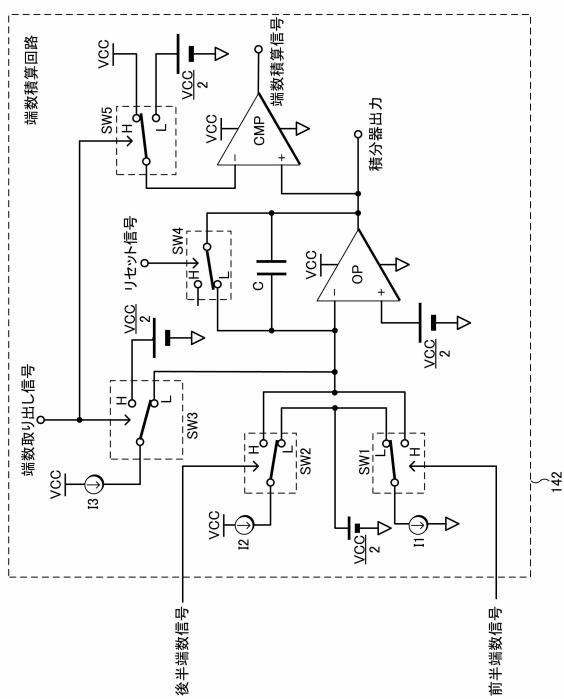 端数積算回路
端数取り出し信号
リセット信号
端数積算信号
積分器出力
後半端数信号
前半端数信号
142
VCC
I3
H
L
SW3
VCC
2
SW4
H
L
C
SW5
H
L
VCC
VCC
2
VCC
CMP
−
+
VCC
OP
−
+
VCC
2
VCC
I2
H
L
SW2
VCC
2
SW1
L
H
I1